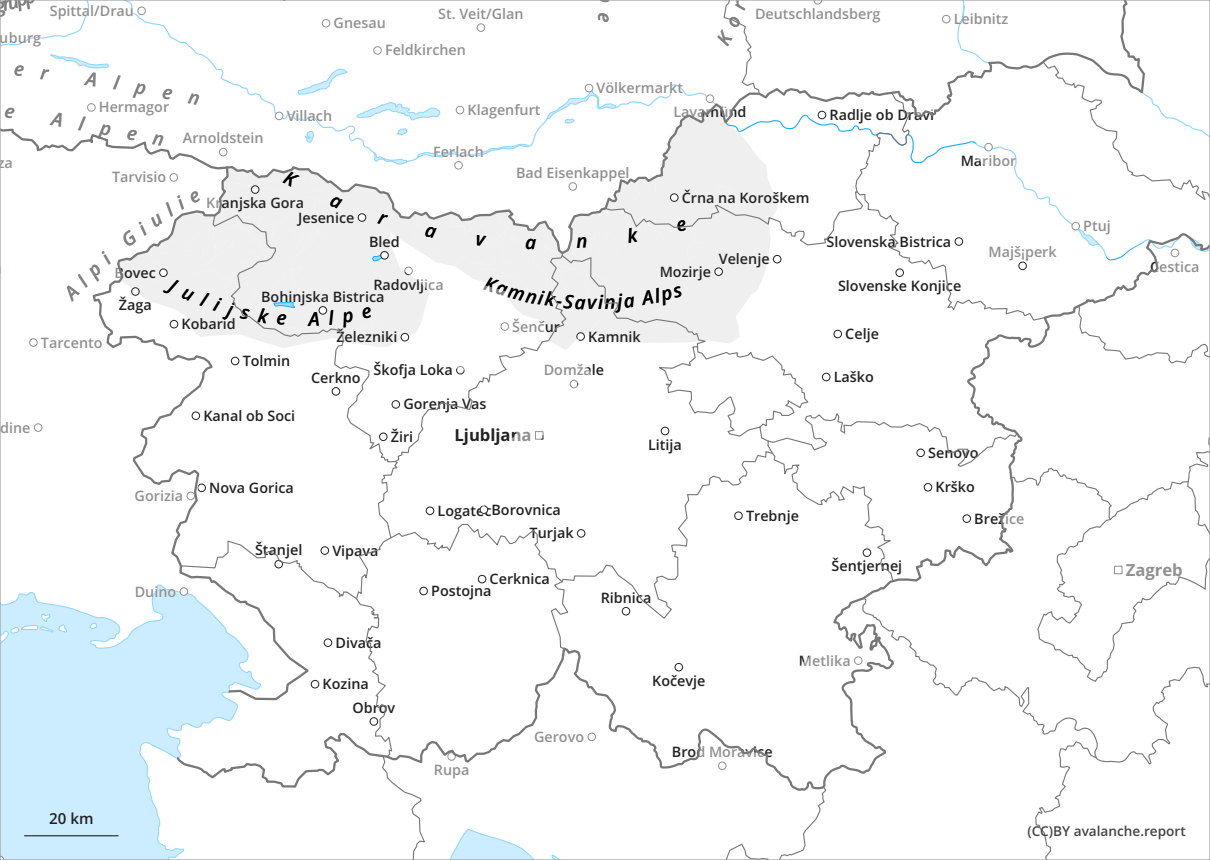 Spittal/Drau
Gnesau
St. Veit/Glan
Deutschlandsberg
Leibnitz
Feldkirchen
er Alpen
Hermagor
Villach
Klagenfurt
Völkermarkt
Lavamünd
Radlje ob Dravi
e Alpen
Arnoldstein
Ferlach
Maribor
Tarvisio
Bad Eisenkappel
Kranjska Gora
Karavanke
Črna na Koroškem
Jesenice
Alpi Giulie
Ptuj
Bled
Slovenska Bistrica
Majšperk
Velenje
Bovec
Mozirje
Cestica
Radovljica
Slovenske Konjice
Žaga
Julijske Alpe
Bohinjska Bistrica
Kamnik-Savinja Alps
Kobarid
Šenčur
Železniki
Kamnik
Celje
Tarcento
Tolmin
Škofja Loka
Domžale
Cerkno
Laško
Gorenja Vas
Kanal ob Soci
dine
Žiri
Ljubljana
Litija
Senovo
Nova Gorica
Gorizia
Krško
Logatec
Borovnica
Trebnje
Brežice
Turjak
Štanjel
Vipava
Šentjernej
Zagreb
Duino
Postojna
Cerknica
Ribnica
Divača
Metlika
Kozina
Kočevje
Obrov
Gerovo
Brod Moravice
Rupa
20 km
(CC)BY avalanche.report